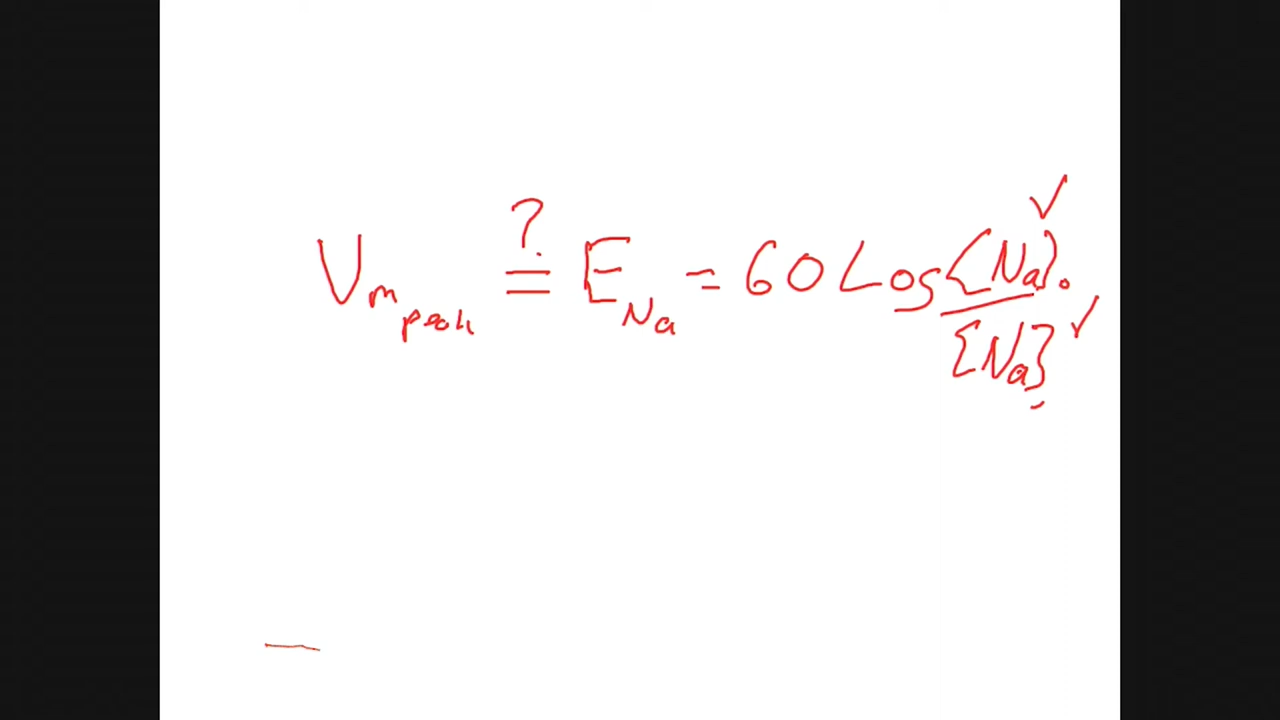 ?
Vm peak = ENa = 60 Log {Na}o
{Na}i